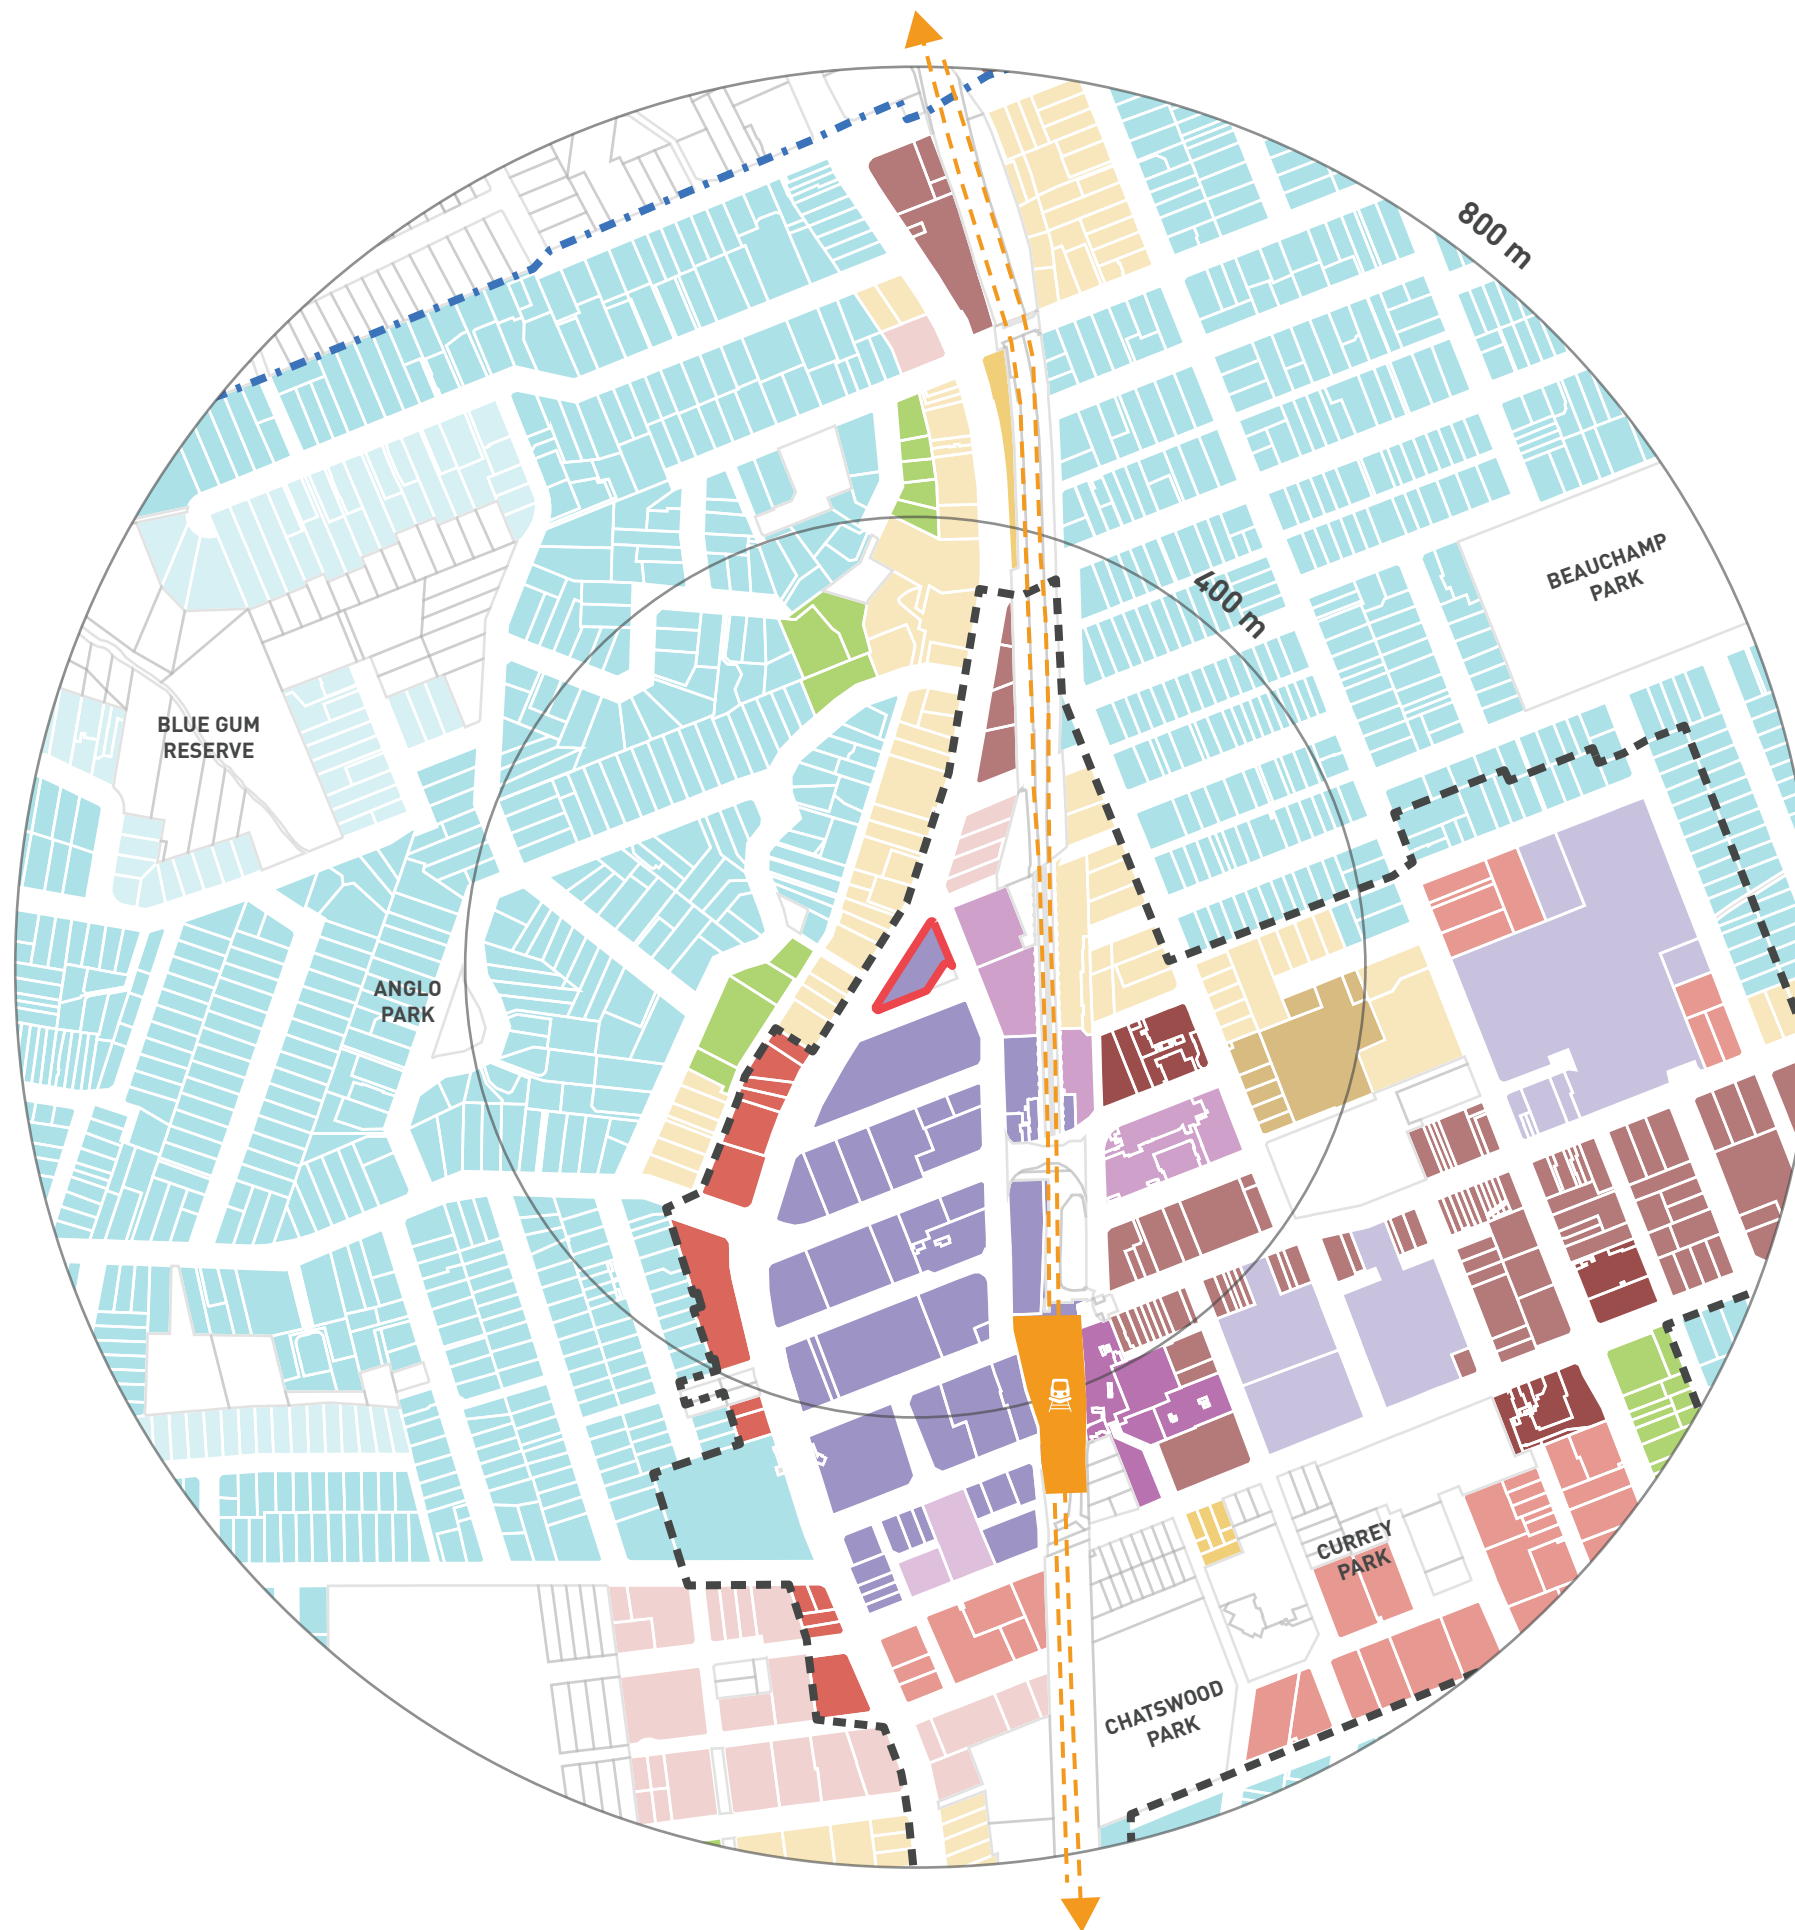 800 m
BEAUCHAMP
PARK
400 m
BLUE GUM
RESERVE
ANGLO
PARK
CURREY
PARK
CHATSWOOD
PARK